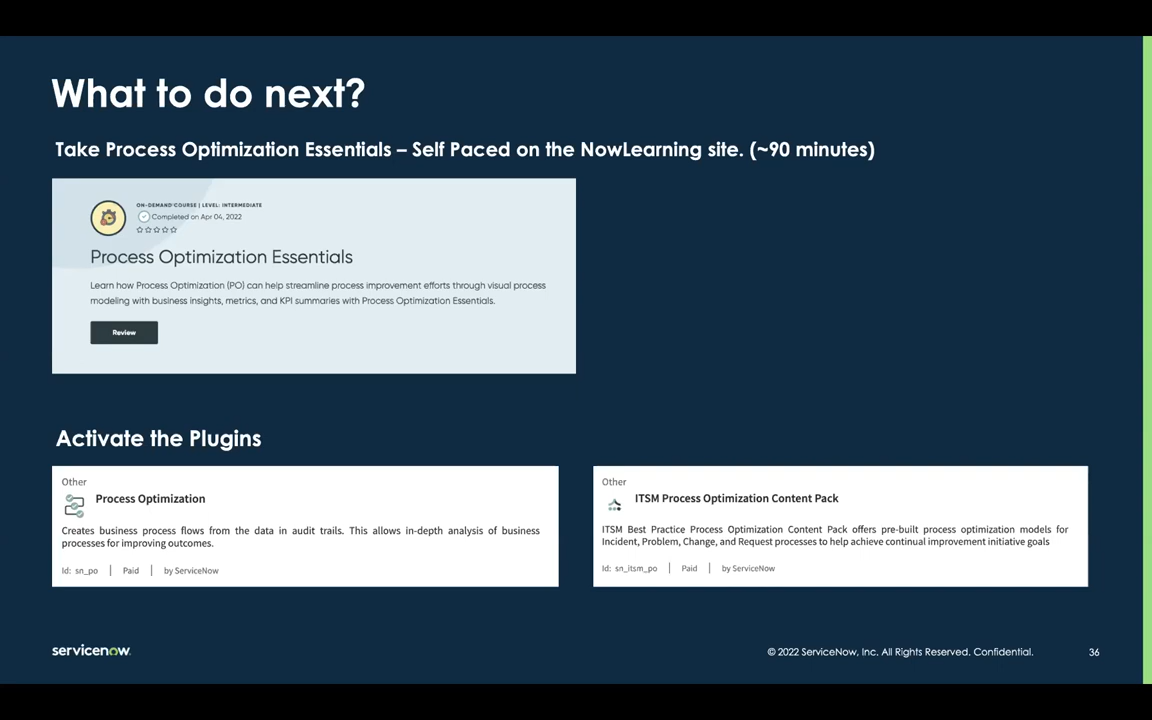 What to do next?
Take Process Optimization Essentials – Self Paced on the NowLearning site. (~90 minutes)
ON-DEMAND COURSE | LEVEL: INTERMEDIATE
Completed on Apr 04, 2022
Process Optimization Essentials
Learn how Process Optimization (PO) can help streamline process improvement efforts through visual process
modeling with business insights, metrics, and KPI summaries with Process Optimization Essentials.
Review
Activate the Plugins
Other
Process Optimization
Creates business process flows from the data in audit trails. This allows in-depth analysis of business
processes for improving outcomes.
Id: sn_po | Paid | by ServiceNow
Other
ITSM Process Optimization Content Pack
ITSM Best Practice Process Optimization Content Pack offers pre-built process optimization models for
Incident, Problem, Change, and Request processes to help achieve continual improvement initiative goals
Id: sn_itsm_po | Paid | by ServiceNow
servicenow.
© 2022 ServiceNow, Inc. All Rights Reserved. Confidential.
36